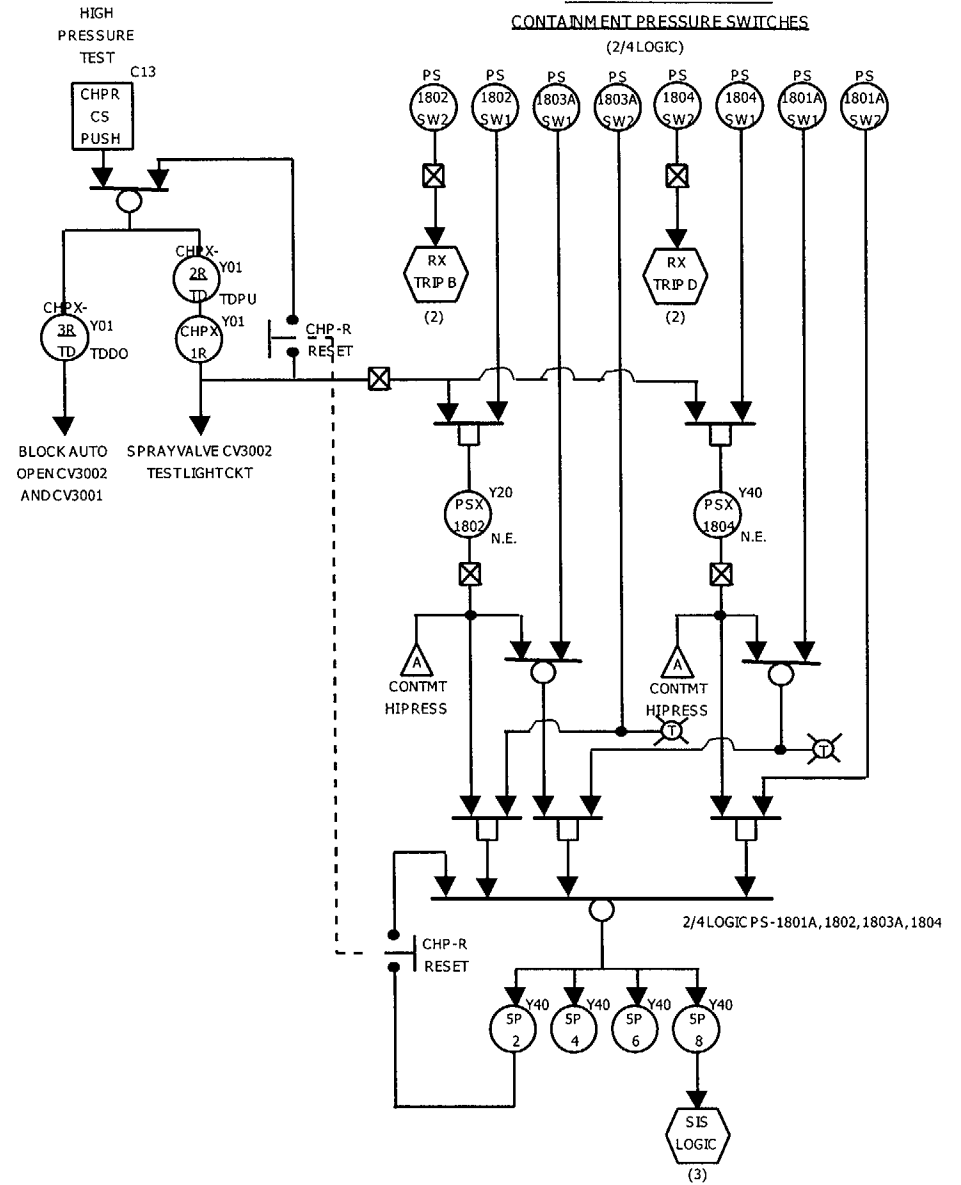 HIGH
PRESSURE
TEST
C13
CHPR
CS
PUSH
CONTAINMENT PRESSURE SWITCHES
(2/4 LOGIC)
PS
1802
SW2
PS
1802
SW1
PS
1803A
SW1
PS
1803A
SW2
PS
1804
SW2
PS
1804
SW1
PS
1801A
SW1
PS
1801A
SW2
RX
TRIP B
(2)
RX
TRIP D
(2)
CHPX-
2R
TD
Y01
TDPU
CHPX-
3R
TD
Y01
TDDO
CHPX
1R
Y01
CHP-R
RESET
BLOCK AUTO
OPEN CV3002
AND CV3001
SPRAY VALVE CV3002
TEST LIGHT CKT
PSX
1802
Y20
N.E.
PSX
1804
Y40
N.E.
A
CONTMT
HI PRESS
A
CONTMT
HI PRESS
T
T
2/4 LOGIC PS-1801A, 1802, 1803A, 1804
CHP-R
RESET
5P
2
Y40
5P
4
Y40
5P
6
Y40
5P
8
Y40
SIS
LOGIC
(3)